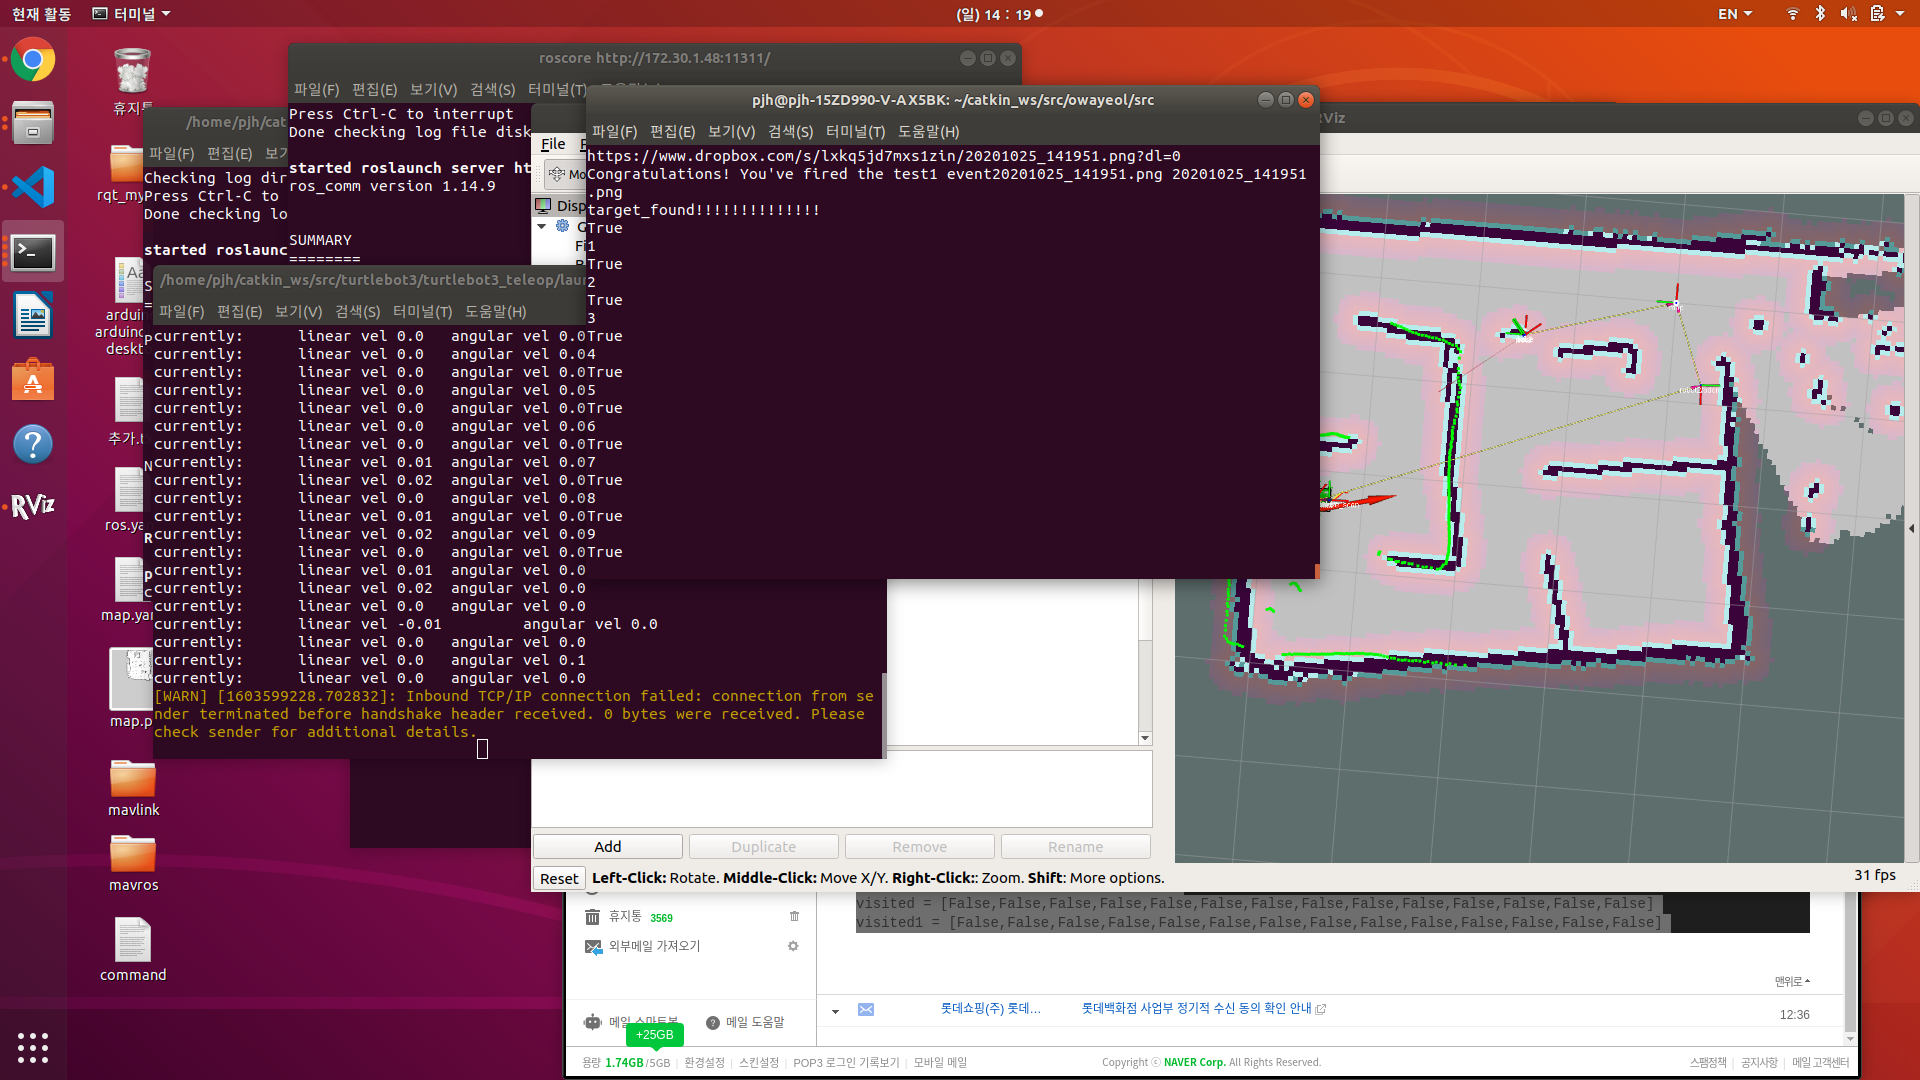 현재 활동
터미널
(일) 14 : 19
EN
휴지통
rqt_my
arduin
arduino
deskto
추가.t
ros.ya
map.yam
map.p
mavlink
mavros
command
RViz
roscore http://172.30.1.48:11311/
파일(F) 편집(E) 보기(V) 검색(S) 터미널(T)
Press Ctrl-C to interrupt
Done checking log file disk
started roslaunch server ht
ros_comm version 1.14.9
SUMMARY
========
/home/pjh/cat
파일(F) 편집(E) 보기
Checking log dir
Press Ctrl-C to
Done checking lo
started roslaunc
/home/pjh/catkin_ws/src/turtlebot3/turtlebot3_teleop/laun
파일(F) 편집(E) 보기(V) 검색(S) 터미널(T) 도움말(H)
currently: linear vel 0.0 angular vel 0.0
currently: linear vel 0.0 angular vel 0.0
currently: linear vel 0.0 angular vel 0.0
currently: linear vel 0.0 angular vel 0.0
currently: linear vel 0.0 angular vel 0.0
currently: linear vel 0.0 angular vel 0.0
currently: linear vel 0.0 angular vel 0.0
currently: linear vel 0.01 angular vel 0.0
currently: linear vel 0.02 angular vel 0.0
currently: linear vel 0.0 angular vel 0.0
currently: linear vel 0.01 angular vel 0.0
currently: linear vel 0.02 angular vel 0.0
currently: linear vel 0.0 angular vel 0.0
currently: linear vel 0.01 angular vel 0.0
currently: linear vel 0.02 angular vel 0.0
currently: linear vel 0.0 angular vel 0.0
currently: linear vel -0.01 angular vel 0.0
currently: linear vel 0.0 angular vel 0.0
currently: linear vel 0.0 angular vel 0.1
currently: linear vel 0.0 angular vel 0.0
[WARN] [1603599228.702832]: Inbound TCP/IP connection failed: connection from se
nder terminated before handshake header received. 0 bytes were received. Please
check sender for additional details.
pjh@pjh-15ZD990-V-AX5BK: ~/catkin_ws/src/owayeol/src
파일(F) 편집(E) 보기(V) 검색(S) 터미널(T) 도움말(H)
https://www.dropbox.com/s/lxkq5jd7mxs1zin/20201025_141951.png?dl=0
Congratulations! You've fired the test1 event20201025_141951.png 20201025_141951
.png
target_found!!!!!!!!!!!!!!
True
1
True
2
True
3
True
4
True
5
True
6
True
7
True
8
True
9
True
RViz
File
Mo
Disp
Add
Duplicate
Remove
Rename
Reset
Left-Click: Rotate. Middle-Click: Move X/Y. Right-Click:: Zoom. Shift: More options.
31 fps
visited = [False,False,False,False,False,False,False,False,False,False,False,False,False,False]
visited1 = [False,False,False,False,False,False,False,False,False,False,False,False,False,False]
휴지통 3569
외부메일 가져오기
맨위로
롯데쇼핑(주) 롯데... 롯데백화점 사업부 정기적 수신 동의 확인 안내
12:36
메일 스마트봇
메일 도움말
+25GB
용량 1.74GB/5GB 환경설정 스킨설정 POP3 로그인 기록보기 모바일 메일
Copyright ⓒ NAVER Corp. All Rights Reserved.
스팸정책 공지사항 메일 고객센터